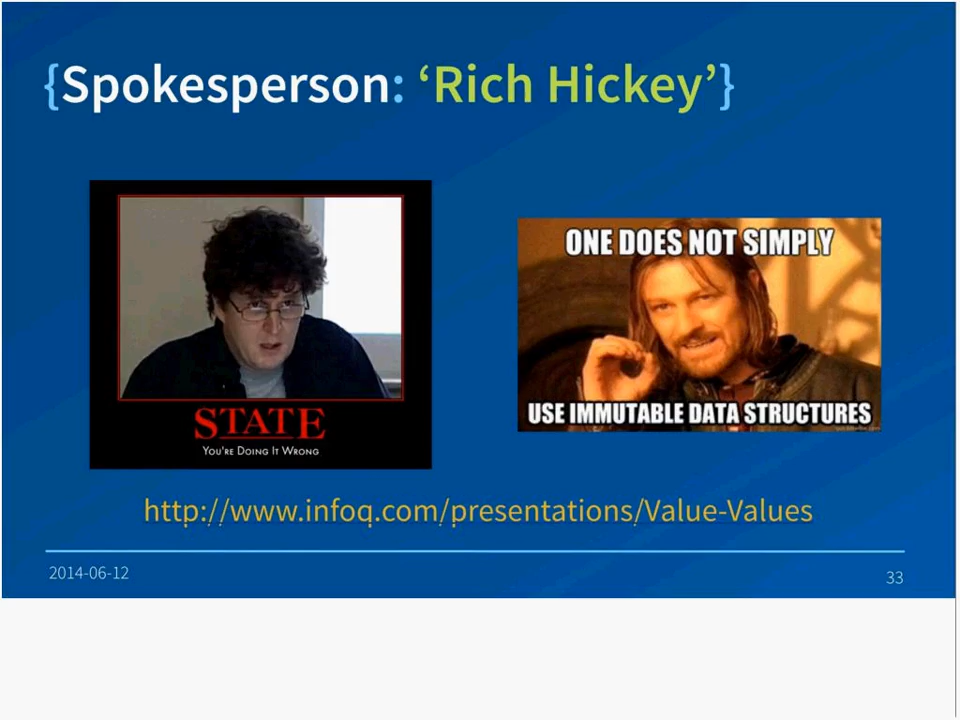 {Spokesperson: ‘Rich Hickey’}
STATE
YOU'RE DOING IT WRONG
ONE DOES NOT SIMPLY
USE IMMUTABLE DATA STRUCTURES
http://www.infoq.com/presentations/Value-Values
2014-06-12
33